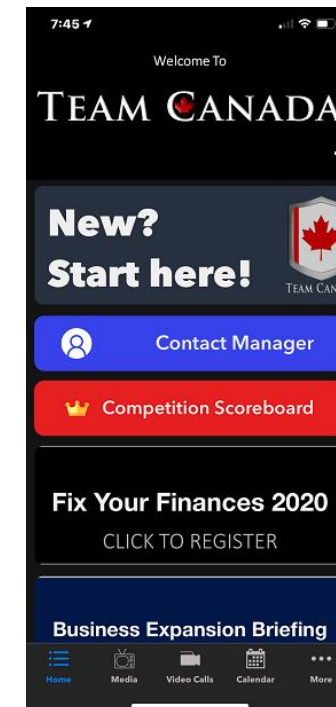 7:45
Welcome To
TEAM CANADA
New?
Start here!
TEAM CAN
Contact Manager
Competition Scoreboard
Fix Your Finances 2020
CLICK TO REGISTER
Business Expansion Briefing
Home Media Video Calls Calendar More